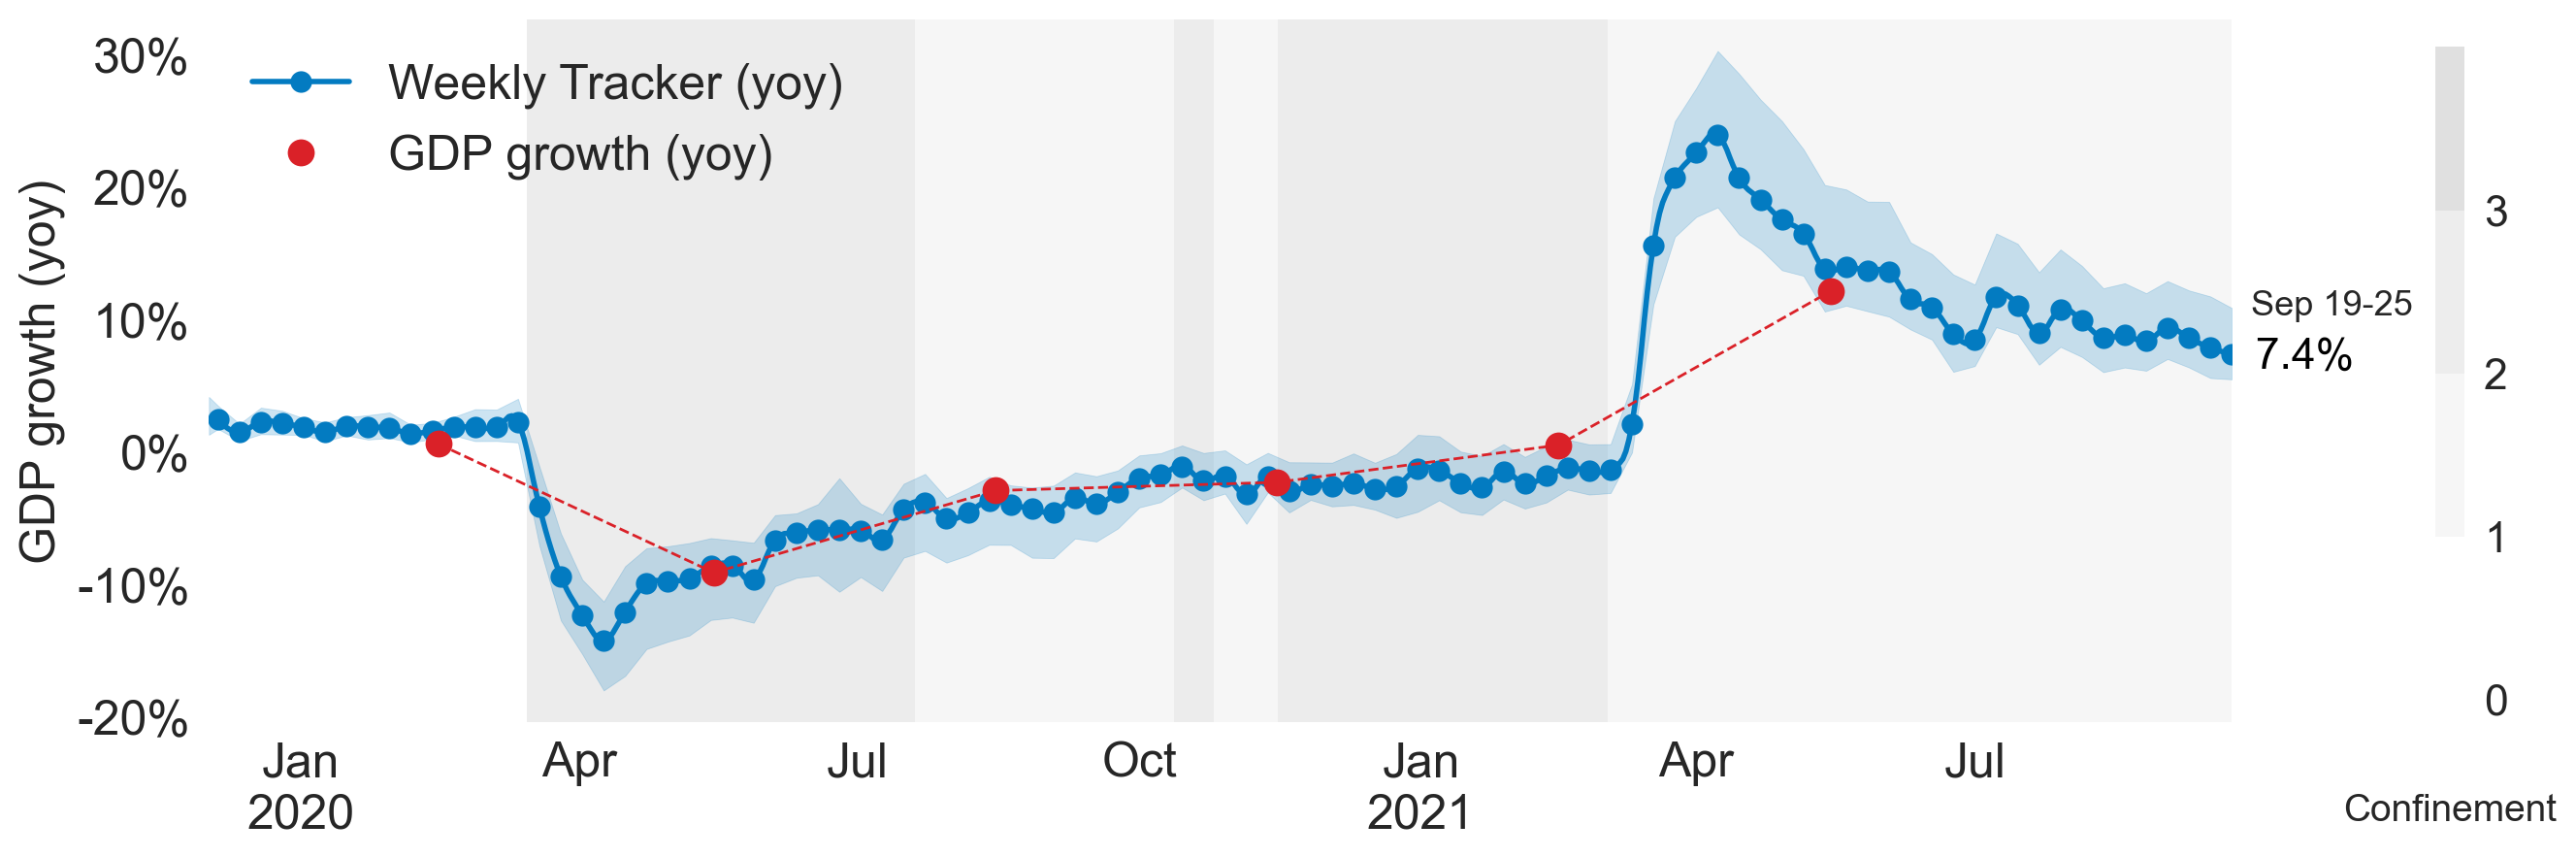 Weekly Tracker (yoy)
GDP growth (yoy)
GDP growth (yoy)
30%
20%
10%
0%
-10%
-20%
Jan
2020
Apr
Jul
Oct
Jan
2021
Apr
Jul
Sep 19-25
7.4%
3
2
1
0
Confinement